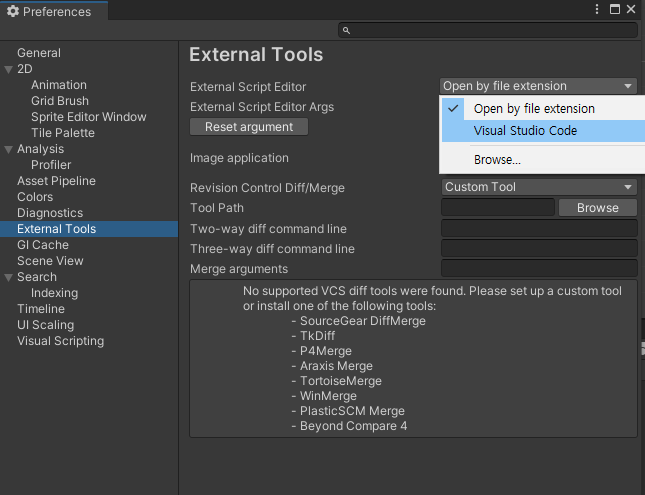 Preferences
General
2D
Animation
Grid Brush
Sprite Editor Window
Tile Palette
Analysis
Profiler
Asset Pipeline
Colors
Diagnostics
External Tools
GI Cache
Scene View
Search
Indexing
Timeline
UI Scaling
Visual Scripting
External Tools
External Script Editor
Open by file extension
External Script Editor Args
Reset argument
Image application
Open by file extension
Visual Studio Code
Browse...
Revision Control Diff/Merge
Custom Tool
Tool Path
Browse
Two-way diff command line
Three-way diff command line
Merge arguments
No supported VCS diff tools were found. Please set up a custom tool
or install one of the following tools:
- SourceGear DiffMerge
- TkDiff
- P4Merge
- Araxis Merge
- TortoiseMerge
- WinMerge
- PlasticSCM Merge
- Beyond Compare 4